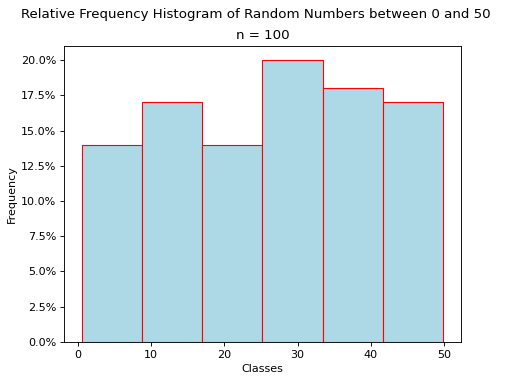 Relative Frequency Histogram of Random Numbers between 0 and 50
n = 100
20.0%
17.5%
15.0%
12.5%
10.0%
7.5%
5.0%
2.5%
0.0%
Frequency
0 10 20 30 40 50
Classes